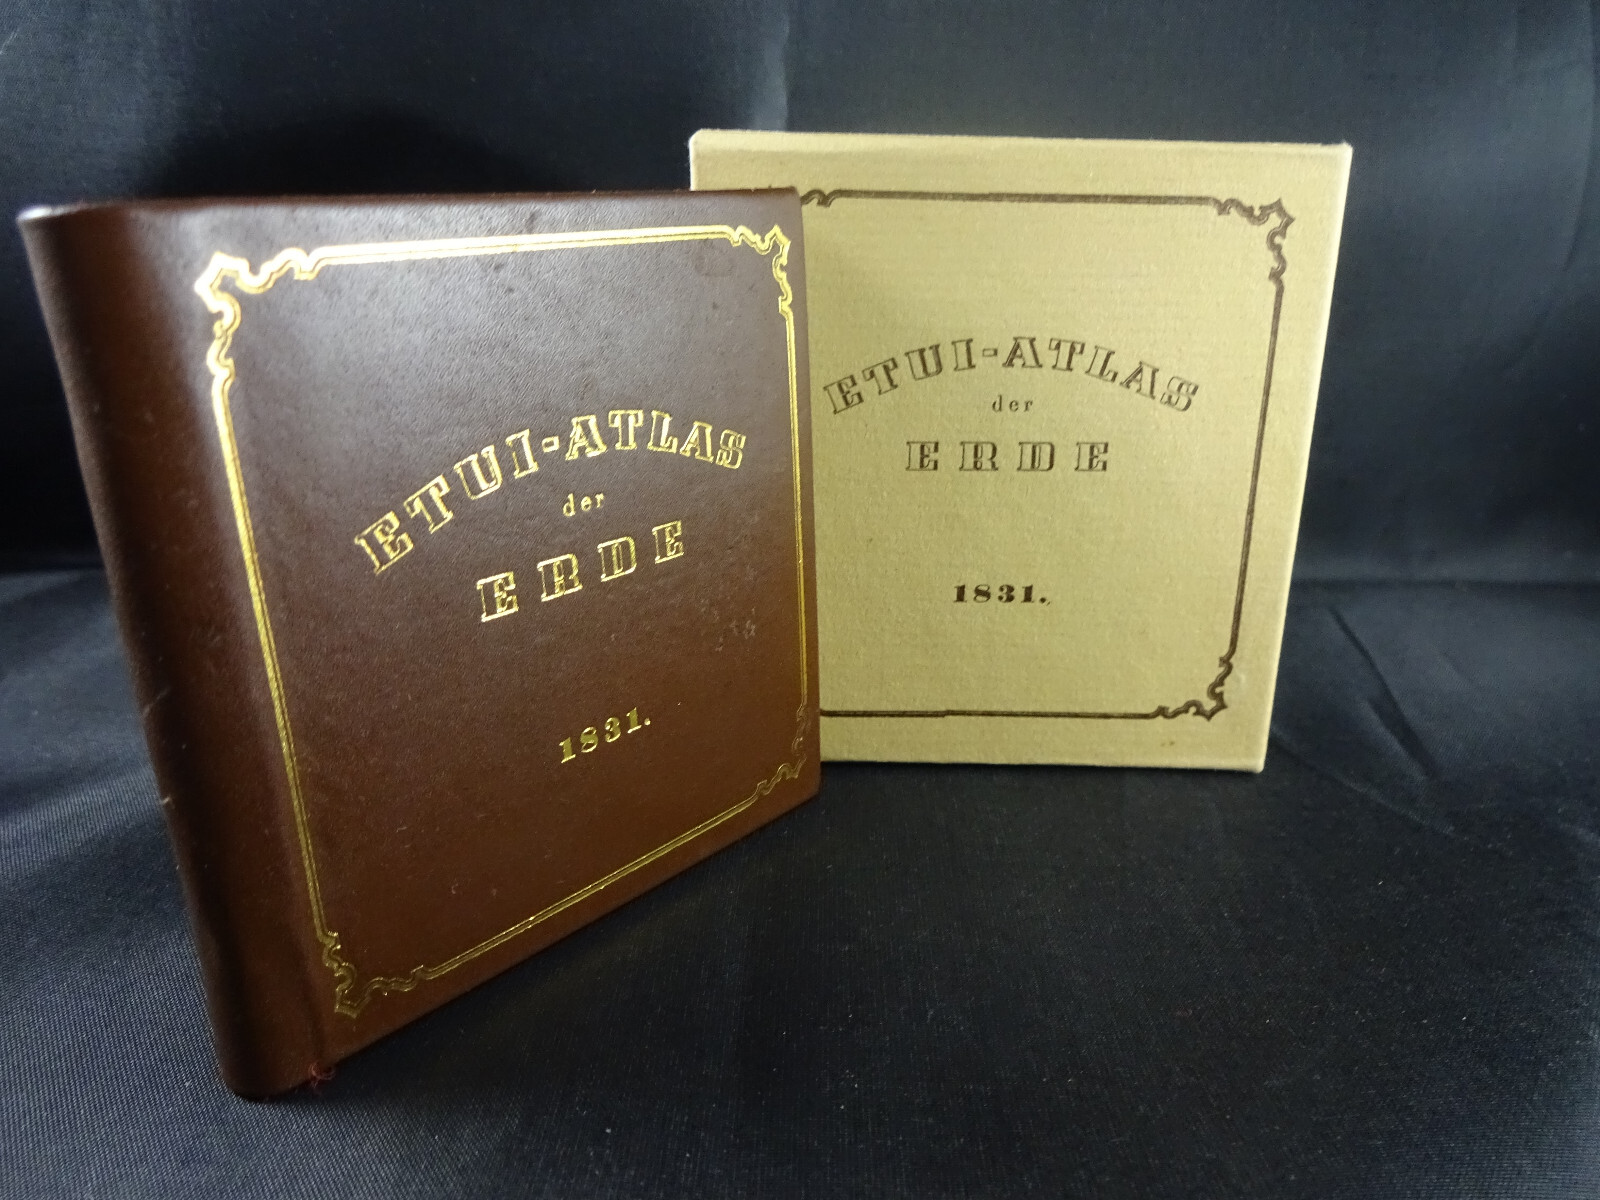 ETUI-ATLAS
der
ERDE
1831.
ETUI-ATLAS
der
ERDE
1831.